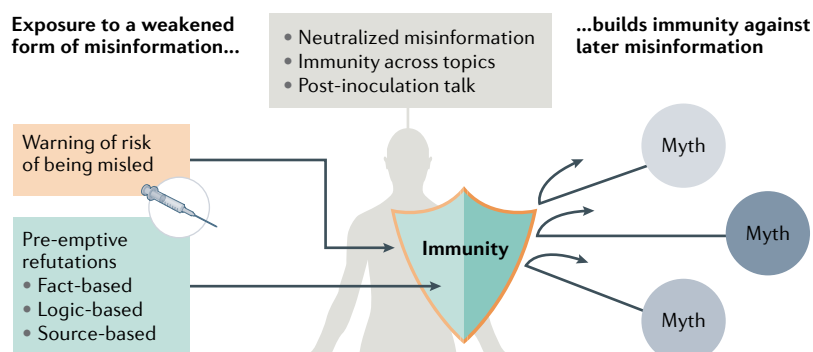 Exposure to a weakened
form of misinformation...
• Neutralized misinformation
• Immunity across topics
• Post-inoculation talk
...builds immunity against
later misinformation
Warning of risk
of being misled
Pre-emptive
refutations
• Fact-based
• Logic-based
• Source-based
Immunity
Myth
Myth
Myth